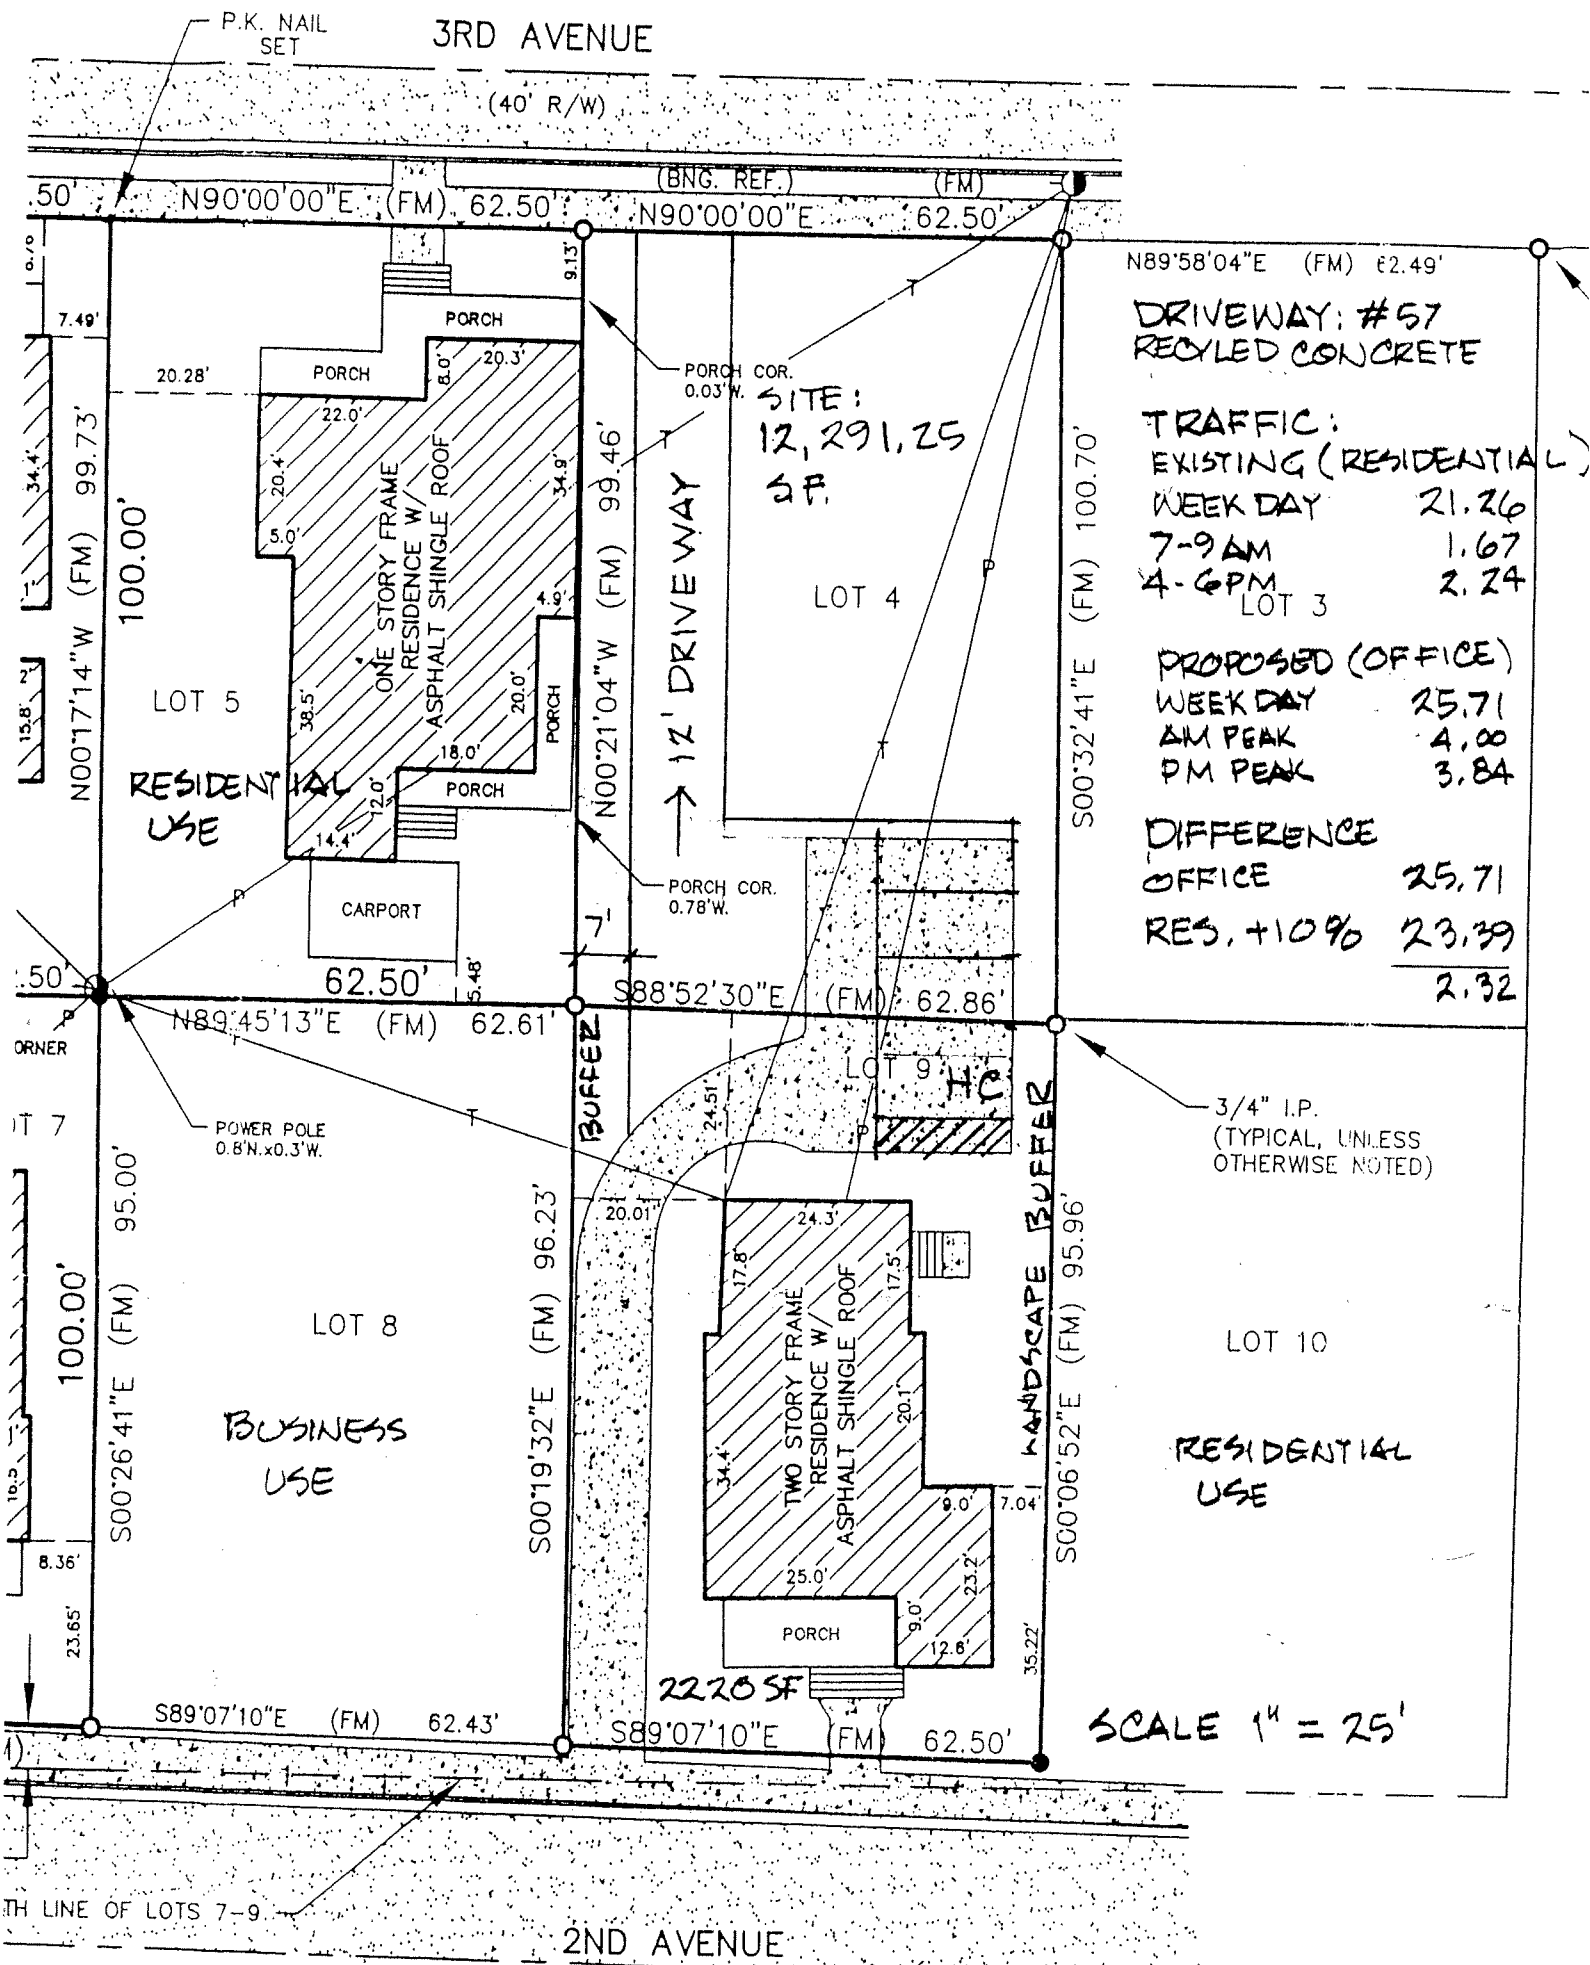 P.K. NAIL
SET
3RD AVENUE
(40' R/W)
(BNG. REF.) (FM)
.50'
N90°00'00"E (FM) 62.50'
N90°00'00"E 62.50'
N89°58'04"E (FM) 62.49'
9.13'
7.49'
20.28'
PORCH
PORCH
20.3'
8.0'
22.0'
20.4'
5.0'
34.9'
4.9'
20.0'
38.5'
18.0'
12.0'
14.4'
ONE STORY FRAME
RESIDENCE W/
ASPHALT SHINGLE ROOF
PORCH
PORCH
CARPORT
5.48'
34.4'
15.8'
N00°17'14"W (FM) 99.73'
100.00'
LOT 5
RESIDENTIAL
USE
P
PORCH COR.
0.03'W.
N00°21'04"W (FM) 99.46'
T
T
T
P
12' DRIVEWAY
SITE:
12,291.25
S.F.
LOT 4
S00°32'41"E (FM) 100.70'
PORCH COR.
0.78'W.
7'
DRIVEWAY: #57
RECYLED CONCRETE
TRAFFIC:
EXISTING (RESIDENTIAL)
WEEK DAY 21.26
7-9 AM 1.67
4-6 PM 2.24
LOT 3
PROPOSED (OFFICE)
WEEK DAY 25.71
AM PEAK 4.00
PM PEAK 3.84
DIFFERENCE
OFFICE 25.71
RES. +10% 23.39
2.32
.50'
62.50'
N89°45'13"E (FM) 62.61'
S88°52'30"E (FM) 62.86'
P
ORNER
T
T
POWER POLE
0.8'N.x0.3'W.
BUFFER
24.51'
LOT 9
HC
P
3/4" I.P.
(TYPICAL, UNLESS
OTHERWISE NOTED)
OT 7
95.00'
100.00'
S00°26'41"E (FM)
LOT 8
BUSINESS
USE
S00°19'32"E (FM) 96.23'
20.01'
24.3'
17.8'
17.5'
34.4'
20.1'
9.0'
7.04'
25.0'
23.2'
9.0'
12.6'
35.22'
TWO STORY FRAME
RESIDENCE W/
ASPHALT SHINGLE ROOF
PORCH
2228 SF
LANDSCAPE BUFFER
S00°06'52"E (FM) 95.96'
LOT 10
RESIDENTIAL
USE
16.5
8.36'
23.65'
S89°07'10"E (FM) 62.43'
S89°07'10"E (FM) 62.50'
SCALE 1" = 25'
TH LINE OF LOTS 7-9
2ND AVENUE